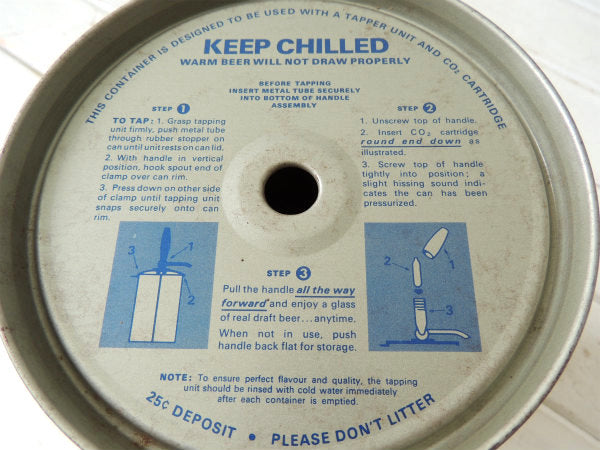 THIS CONTAINER IS DESIGNED TO BE USED WITH A TAPPER UNIT AND CO₂ CARTRIDGE
KEEP CHILLED
WARM BEER WILL NOT DRAW PROPERLY
BEFORE TAPPING
INSERT METAL TUBE SECURELY
INTO BOTTOM OF HANDLE
ASSEMBLY
STEP 1
TO TAP: 1. Grasp tapping
unit firmly, push metal tube
through rubber stopper on
can until unit rests on can lid.
2. With handle in vertical
position, hook spout end of
clamp over can rim.
3. Press down on other side
of clamp until tapping unit
snaps securely onto can
rim.
3
1
2
STEP 2
1. Unscrew top of handle.
2. Insert CO₂ cartridge
round end down as
illustrated.
3. Screw top of handle
tightly into position; a
slight hissing sound indi-
cates the can has been
pressurized.
2
1
3
STEP 3
Pull the handle all the way
forward and enjoy a glass
of real draft beer...anytime.
When not in use, push
handle back flat for storage.
NOTE: To ensure perfect flavour and quality, the tapping
unit should be rinsed with cold water immediately
after each container is emptied.
25¢ DEPOSIT • PLEASE DON'T LITTER